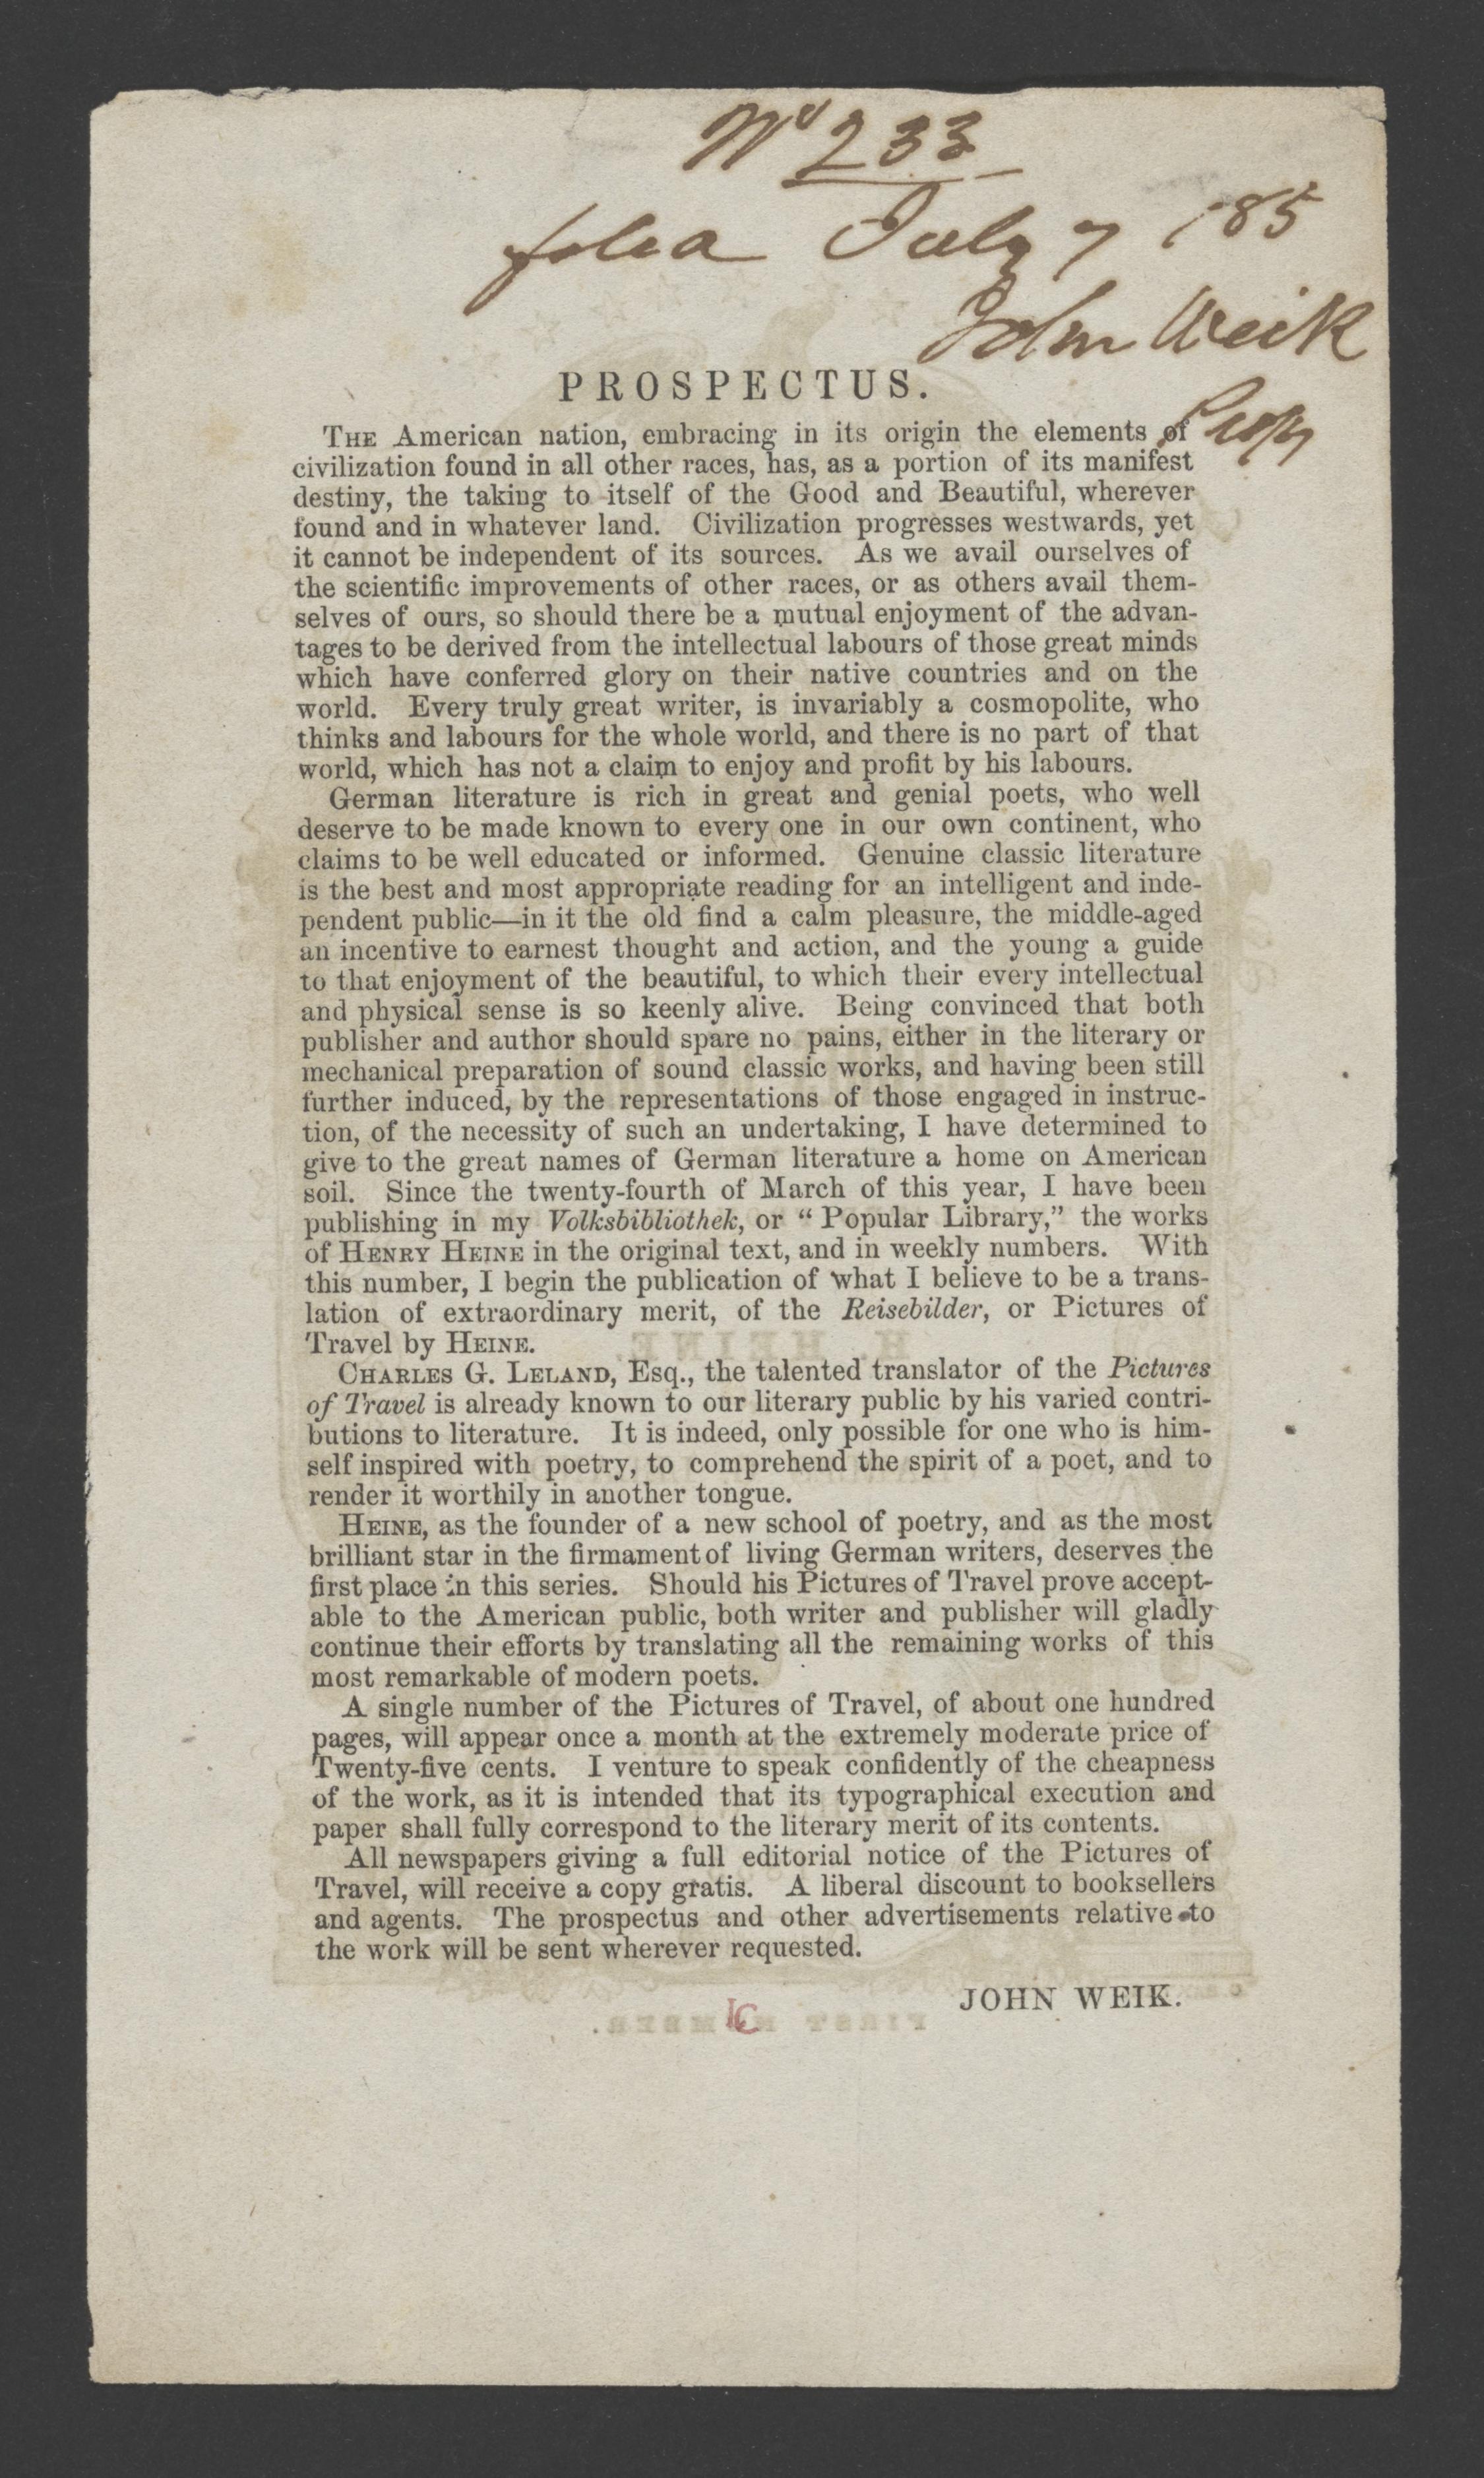 No 233
filed July 7 185
John Weik
Prop
PROSPECTUS.
THE American nation, embracing in its origin the elements of
civilization found in all other races, has, as a portion of its manifest
destiny, the taking to itself of the Good and Beautiful, wherever
found and in whatever land. Civilization progresses westwards, yet
it cannot be independent of its sources. As we avail ourselves of
the scientific improvements of other races, or as others avail them-
selves of ours, so should there be a mutual enjoyment of the advan-
tages to be derived from the intellectual labours of those great minds
which have conferred glory on their native countries and on the
world. Every truly great writer, is invariably a cosmopolite, who
thinks and labours for the whole world, and there is no part of that
world, which has not a claim to enjoy and profit by his labours.
German literature is rich in great and genial poets, who well
deserve to be made known to every one in our own continent, who
claims to be well educated or informed. Genuine classic literature
is the best and most appropriate reading for an intelligent and inde-
pendent public—in it the old find a calm pleasure, the middle-aged
an incentive to earnest thought and action, and the young a guide
to that enjoyment of the beautiful, to which their every intellectual
and physical sense is so keenly alive. Being convinced that both
publisher and author should spare no pains, either in the literary or
mechanical preparation of sound classic works, and having been still
further induced, by the representations of those engaged in instruc-
tion, of the necessity of such an undertaking, I have determined to
give to the great names of German literature a home on American
soil. Since the twenty-fourth of March of this year, I have been
publishing in my Volksbibliothek, or “Popular Library,” the works
of HENRY HEINE in the original text, and in weekly numbers. With
this number, I begin the publication of what I believe to be a trans-
lation of extraordinary merit, of the Reisebilder, or Pictures of
Travel by HEINE.
CHARLES G. LELAND, Esq., the talented translator of the Pictures
of Travel is already known to our literary public by his varied contri-
butions to literature. It is indeed, only possible for one who is him-
self inspired with poetry, to comprehend the spirit of a poet, and to
render it worthily in another tongue.
HEINE, as the founder of a new school of poetry, and as the most
brilliant star in the firmament of living German writers, deserves the
first place in this series. Should his Pictures of Travel prove accept-
able to the American public, both writer and publisher will gladly
continue their efforts by translating all the remaining works of this
most remarkable of modern poets.
A single number of the Pictures of Travel, of about one hundred
pages, will appear once a month at the extremely moderate price of
Twenty-five cents. I venture to speak confidently of the cheapness
of the work, as it is intended that its typographical execution and
paper shall fully correspond to the literary merit of its contents.
All newspapers giving a full editorial notice of the Pictures of
Travel, will receive a copy gratis. A liberal discount to booksellers
and agents. The prospectus and other advertisements relative to
the work will be sent wherever requested.
JOHN WEIK.
LC